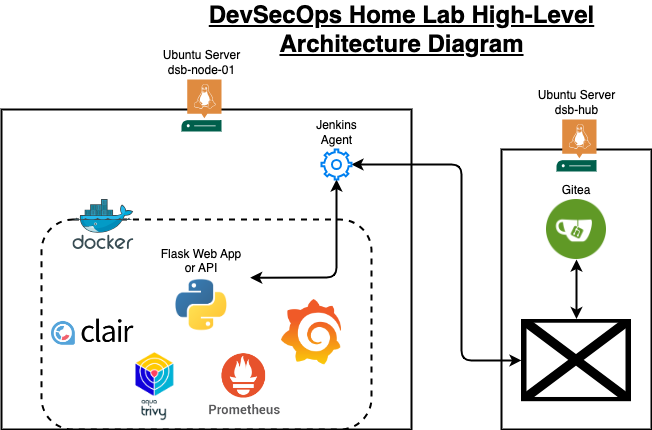 DevSecOps Home Lab High-Level
Architecture Diagram
Ubuntu Server
dsb-node-01
Ubuntu Server
dsb-hub
Jenkins
Agent
Gitea
docker
Flask Web App
or API
clair
aqua
trivy
Prometheus